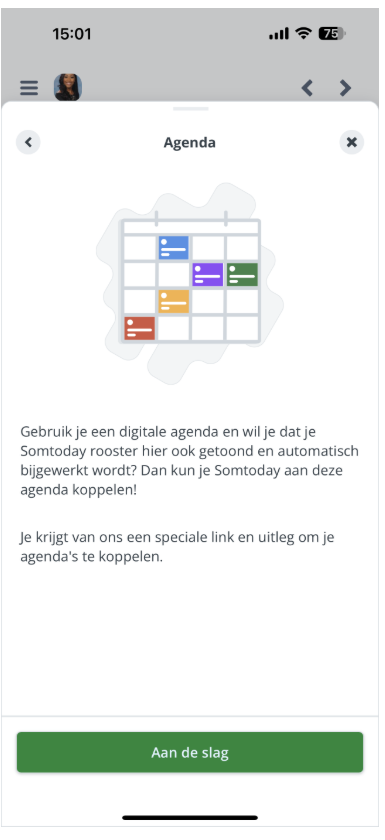 15:01
75
Agenda
Gebruik je een digitale agenda en wil je dat je
Somtoday rooster hier ook getoond en automatisch
bijgewerkt wordt? Dan kun je Somtoday aan deze
agenda koppelen!
Je krijgt van ons een speciale link en uitleg om je
agenda's te koppelen.
Aan de slag